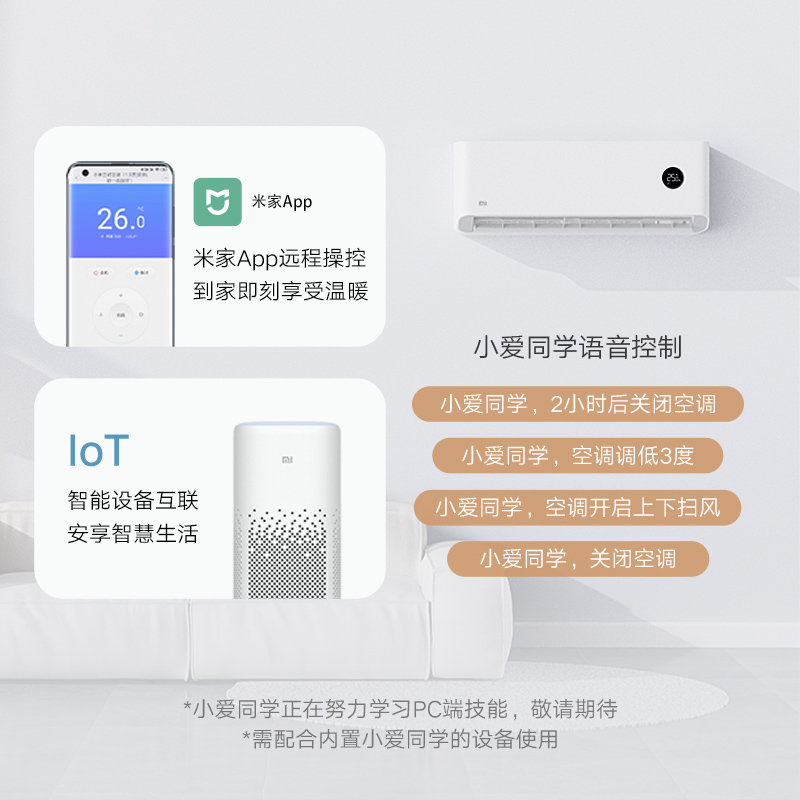 26.0
°C
米家App
米家App远程操控
到家即刻享受温暖
mi
小爱同学语音控制
小爱同学，2小时后关闭空调
小爱同学，空调调低3度
小爱同学，空调开启上下扫风
小爱同学，关闭空调
IoT
智能设备互联
安享智慧生活
mi
*小爱同学正在努力学习PC端技能，敬请期待
*需配合内置小爱同学的设备使用